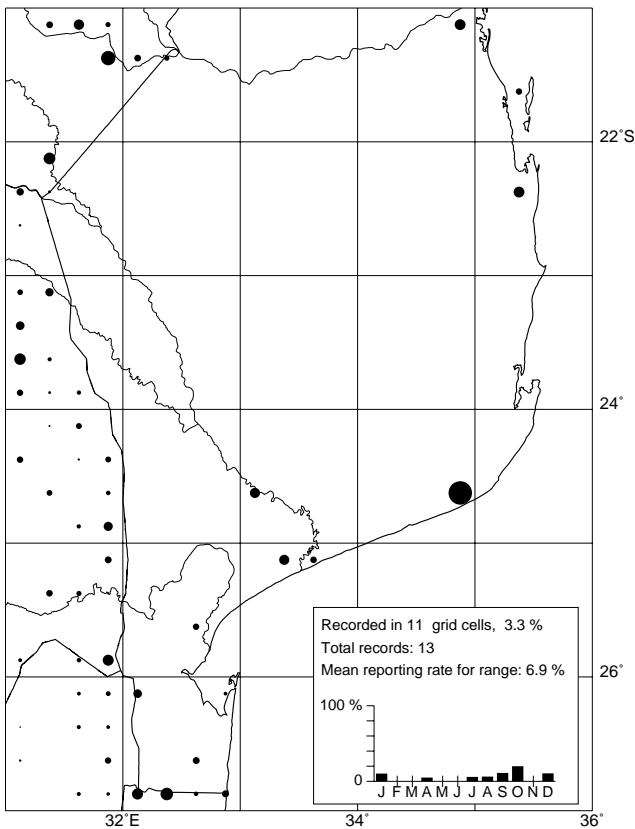 22˚S
24˚
Recorded in 11 grid cells, 3.3 %
Total records: 13
Mean reporting rate for range: 6.9 %
26˚
100 %
0
J F M A M J J A S O N D
32˚E 34˚ 36˚